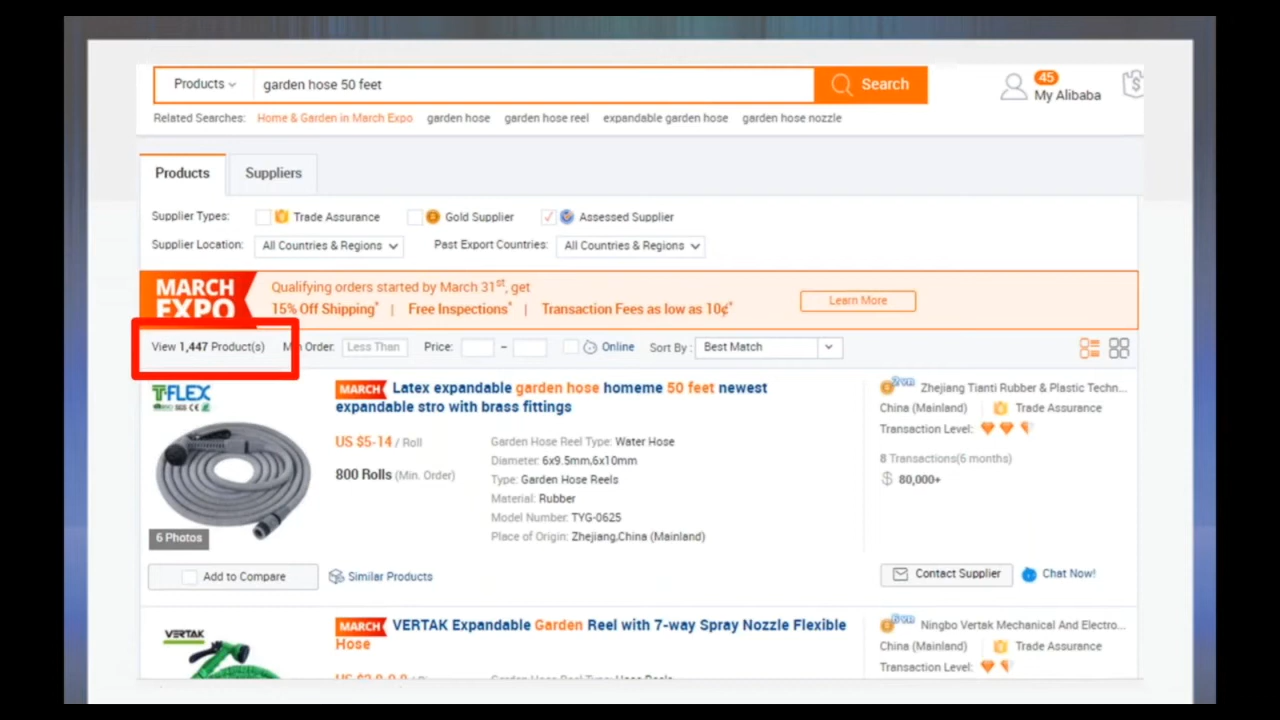 Products garden hose 50 feet Search 45 My Alibaba
Related Searches: Home & Garden in March Expo garden hose garden hose reel expandable garden hose garden hose nozzle
Products Suppliers
Supplier Types: Trade Assurance Gold Supplier Assessed Supplier
Supplier Location: All Countries & Regions Past Export Countries: All Countries & Regions
MARCH EXPO
Qualifying orders started by March 31st, get
15% Off Shipping* | Free Inspections* | Transaction Fees as low as 10¢*
Learn More
View 1,447 Product(s) Min Order: Less Than Price: – Online Sort By : Best Match
T-FLEX
MARCH Latex expandable garden hose homeme 50 feet newest
expandable stro with brass fittings
US $5-14 / Roll
800 Rolls (Min. Order)
Garden Hose Reel Type: Water Hose
Diameter: 6x9.5mm,6x10mm
Type: Garden Hose Reels
Material: Rubber
Model Number: TYG-0625
Place of Origin: Zhejiang,China (Mainland)
Zhejiang Tianti Rubber & Plastic Techn...
China (Mainland) Trade Assurance
Transaction Level:
8 Transactions(6 months)
$ 80,000+
6 Photos
Add to Compare Similar Products Contact Supplier Chat Now!
VERTAK
MARCH VERTAK Expandable Garden Reel with 7-way Spray Nozzle Flexible
Hose
Ningbo Vertak Mechanical And Electro...
China (Mainland) Trade Assurance
Transaction Level: